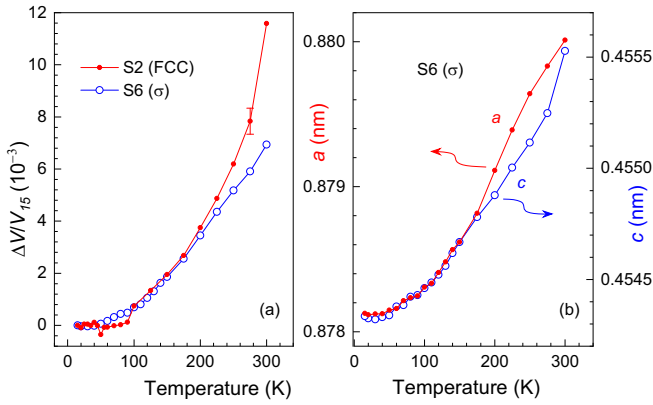 12
10
8
6
4
2
0
ΔV/V15 (10⁻³)
S2 (FCC)
S6 (σ)
(a)
0 100 200 300
Temperature (K)
0.880
0.879
0.878
a (nm)
S6 (σ)
a
c
(b)
0 100 200 300 400
Temperature (K)
0.4555
0.4550
0.4545
c (nm)